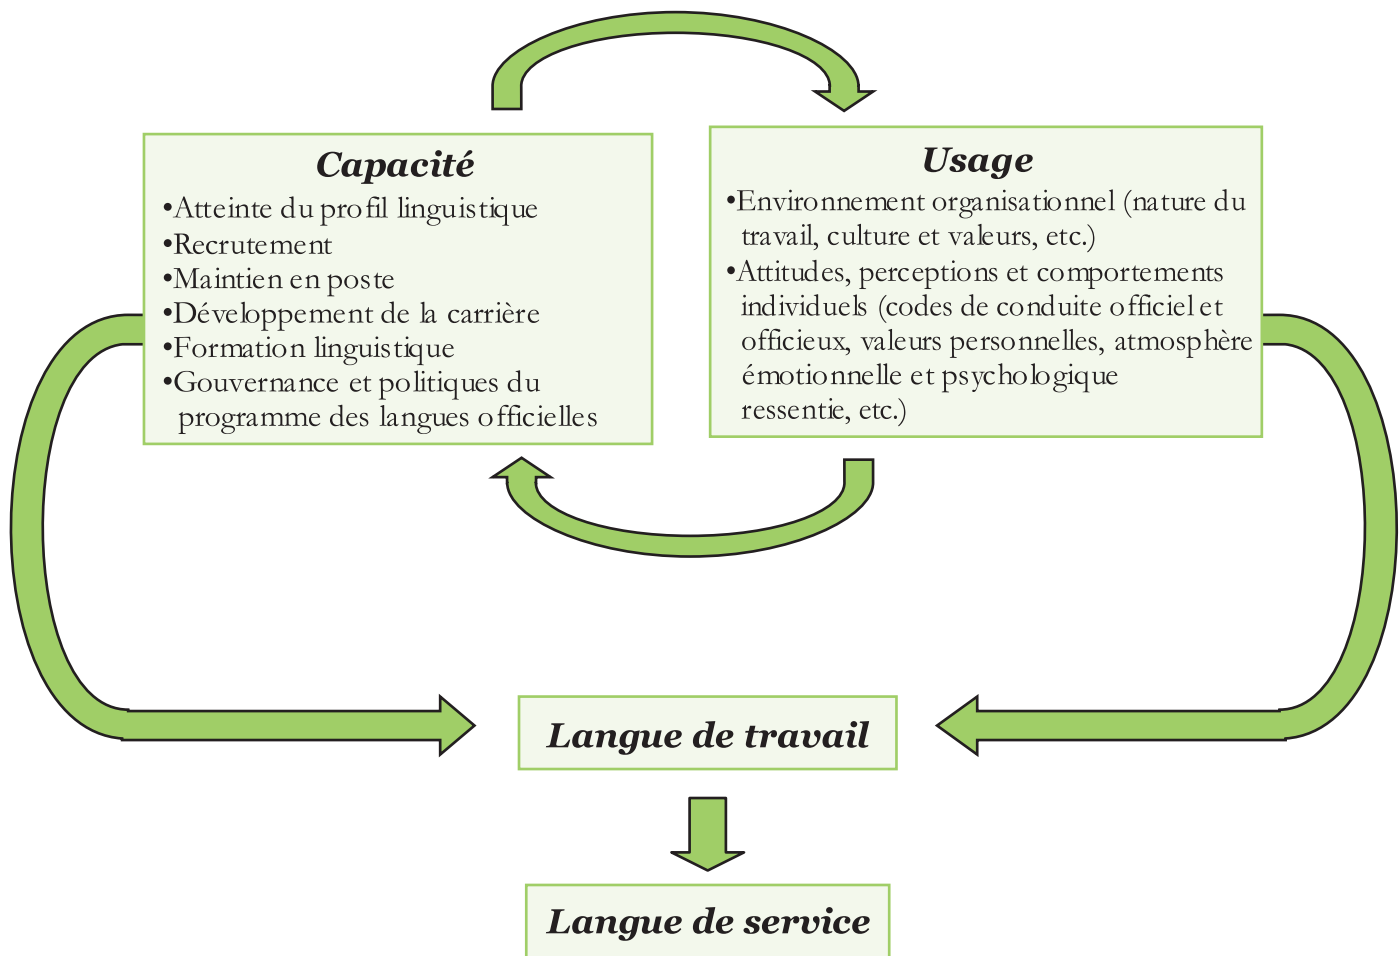 Capacité
•Atteinte du profil linguistique
•Recrutement
•Maintien en poste
•Développement de la carrière
•Formation linguistique
•Gouvernance et politiques du
programme des langues officielles
Usage
•Environnement organisationnel (nature du
travail, culture et valeurs, etc.)
•Attitudes, perceptions et comportements
individuels (codes de conduite officiel et
officieux, valeurs personnelles, atmosphère
émotionnelle et psychologique
ressentie, etc.)
Langue de travail
Langue de service